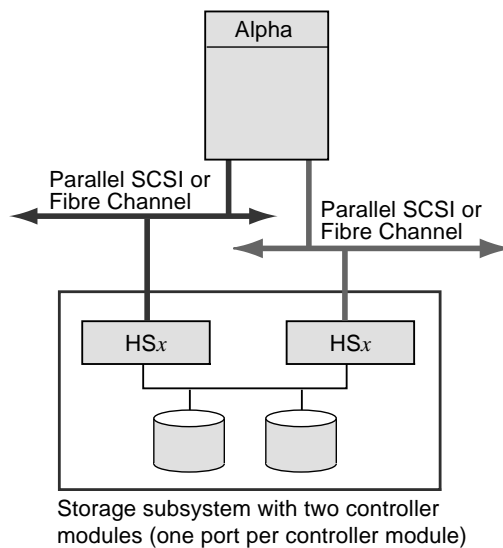 Alpha
Parallel SCSI or
Fibre Channel
Parallel SCSI or
Fibre Channel
HSx
HSx
Storage subsystem with two controller
modules (one port per controller module)